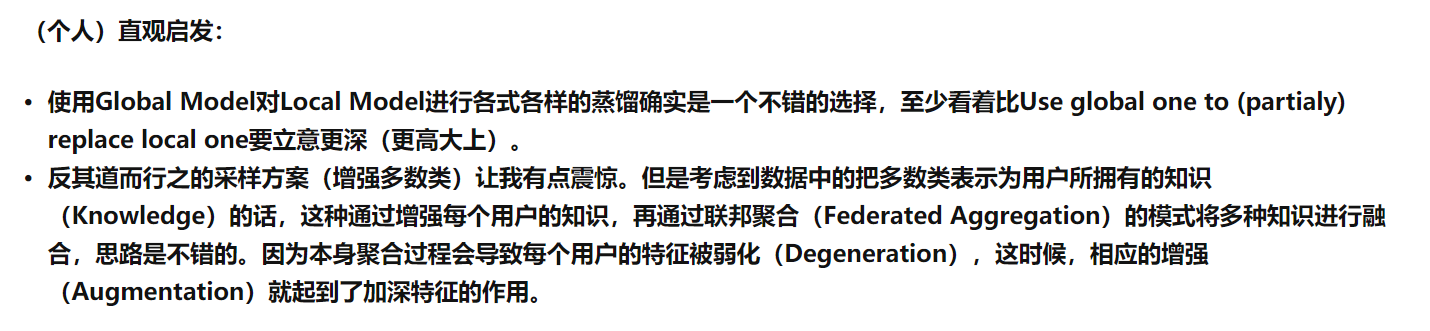 （个人）直观启发：
• 使用Global Model对Local Model进行各式各样的蒸馏确实是一个不错的选择，至少看着比Use global one to (partialy)
replace local one要立意更深（更高大上）。
• 反其道而行之的采样方案（增强多数类）让我有点震惊。但是考虑到数据中的把多数类表示为用户所拥有的知识
（Knowledge）的话，这种通过增强每个用户的知识，再通过联邦聚合（Federated Aggregation）的模式将多种知识进行融
合，思路是不错的。因为本身聚合过程会导致每个用户的特征被弱化（Degeneration），这时候，相应的增强
（Augmentation）就起到了加深特征的作用。